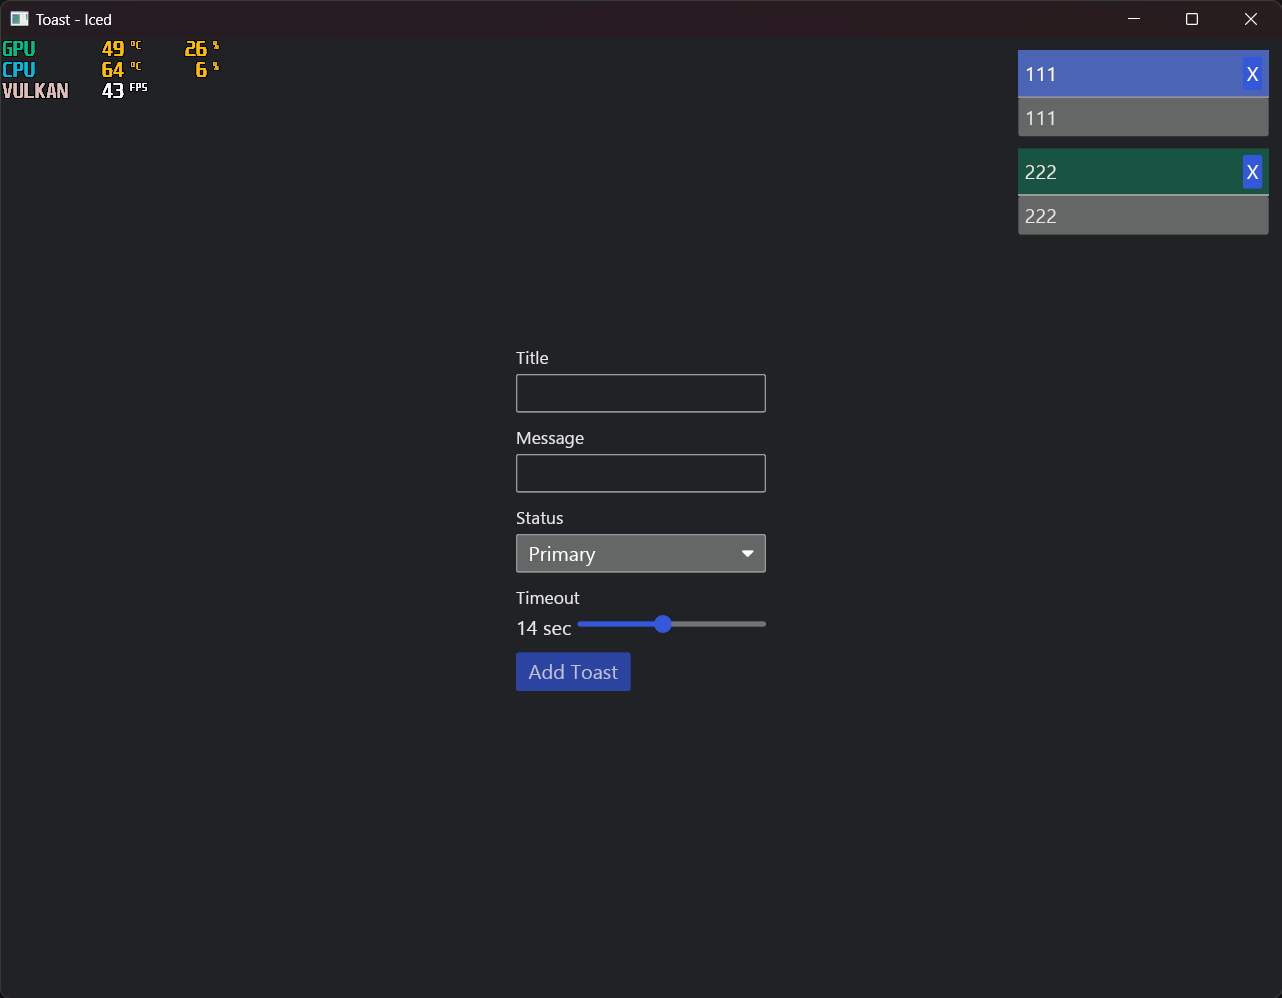 Toast - Iced
GPU 49 °C 26 %
CPU 64 °C 6 %
VULKAN 43 FPS
111 X
111
222 X
222
Title
Message
Status
Primary
Timeout
14 sec
Add Toast